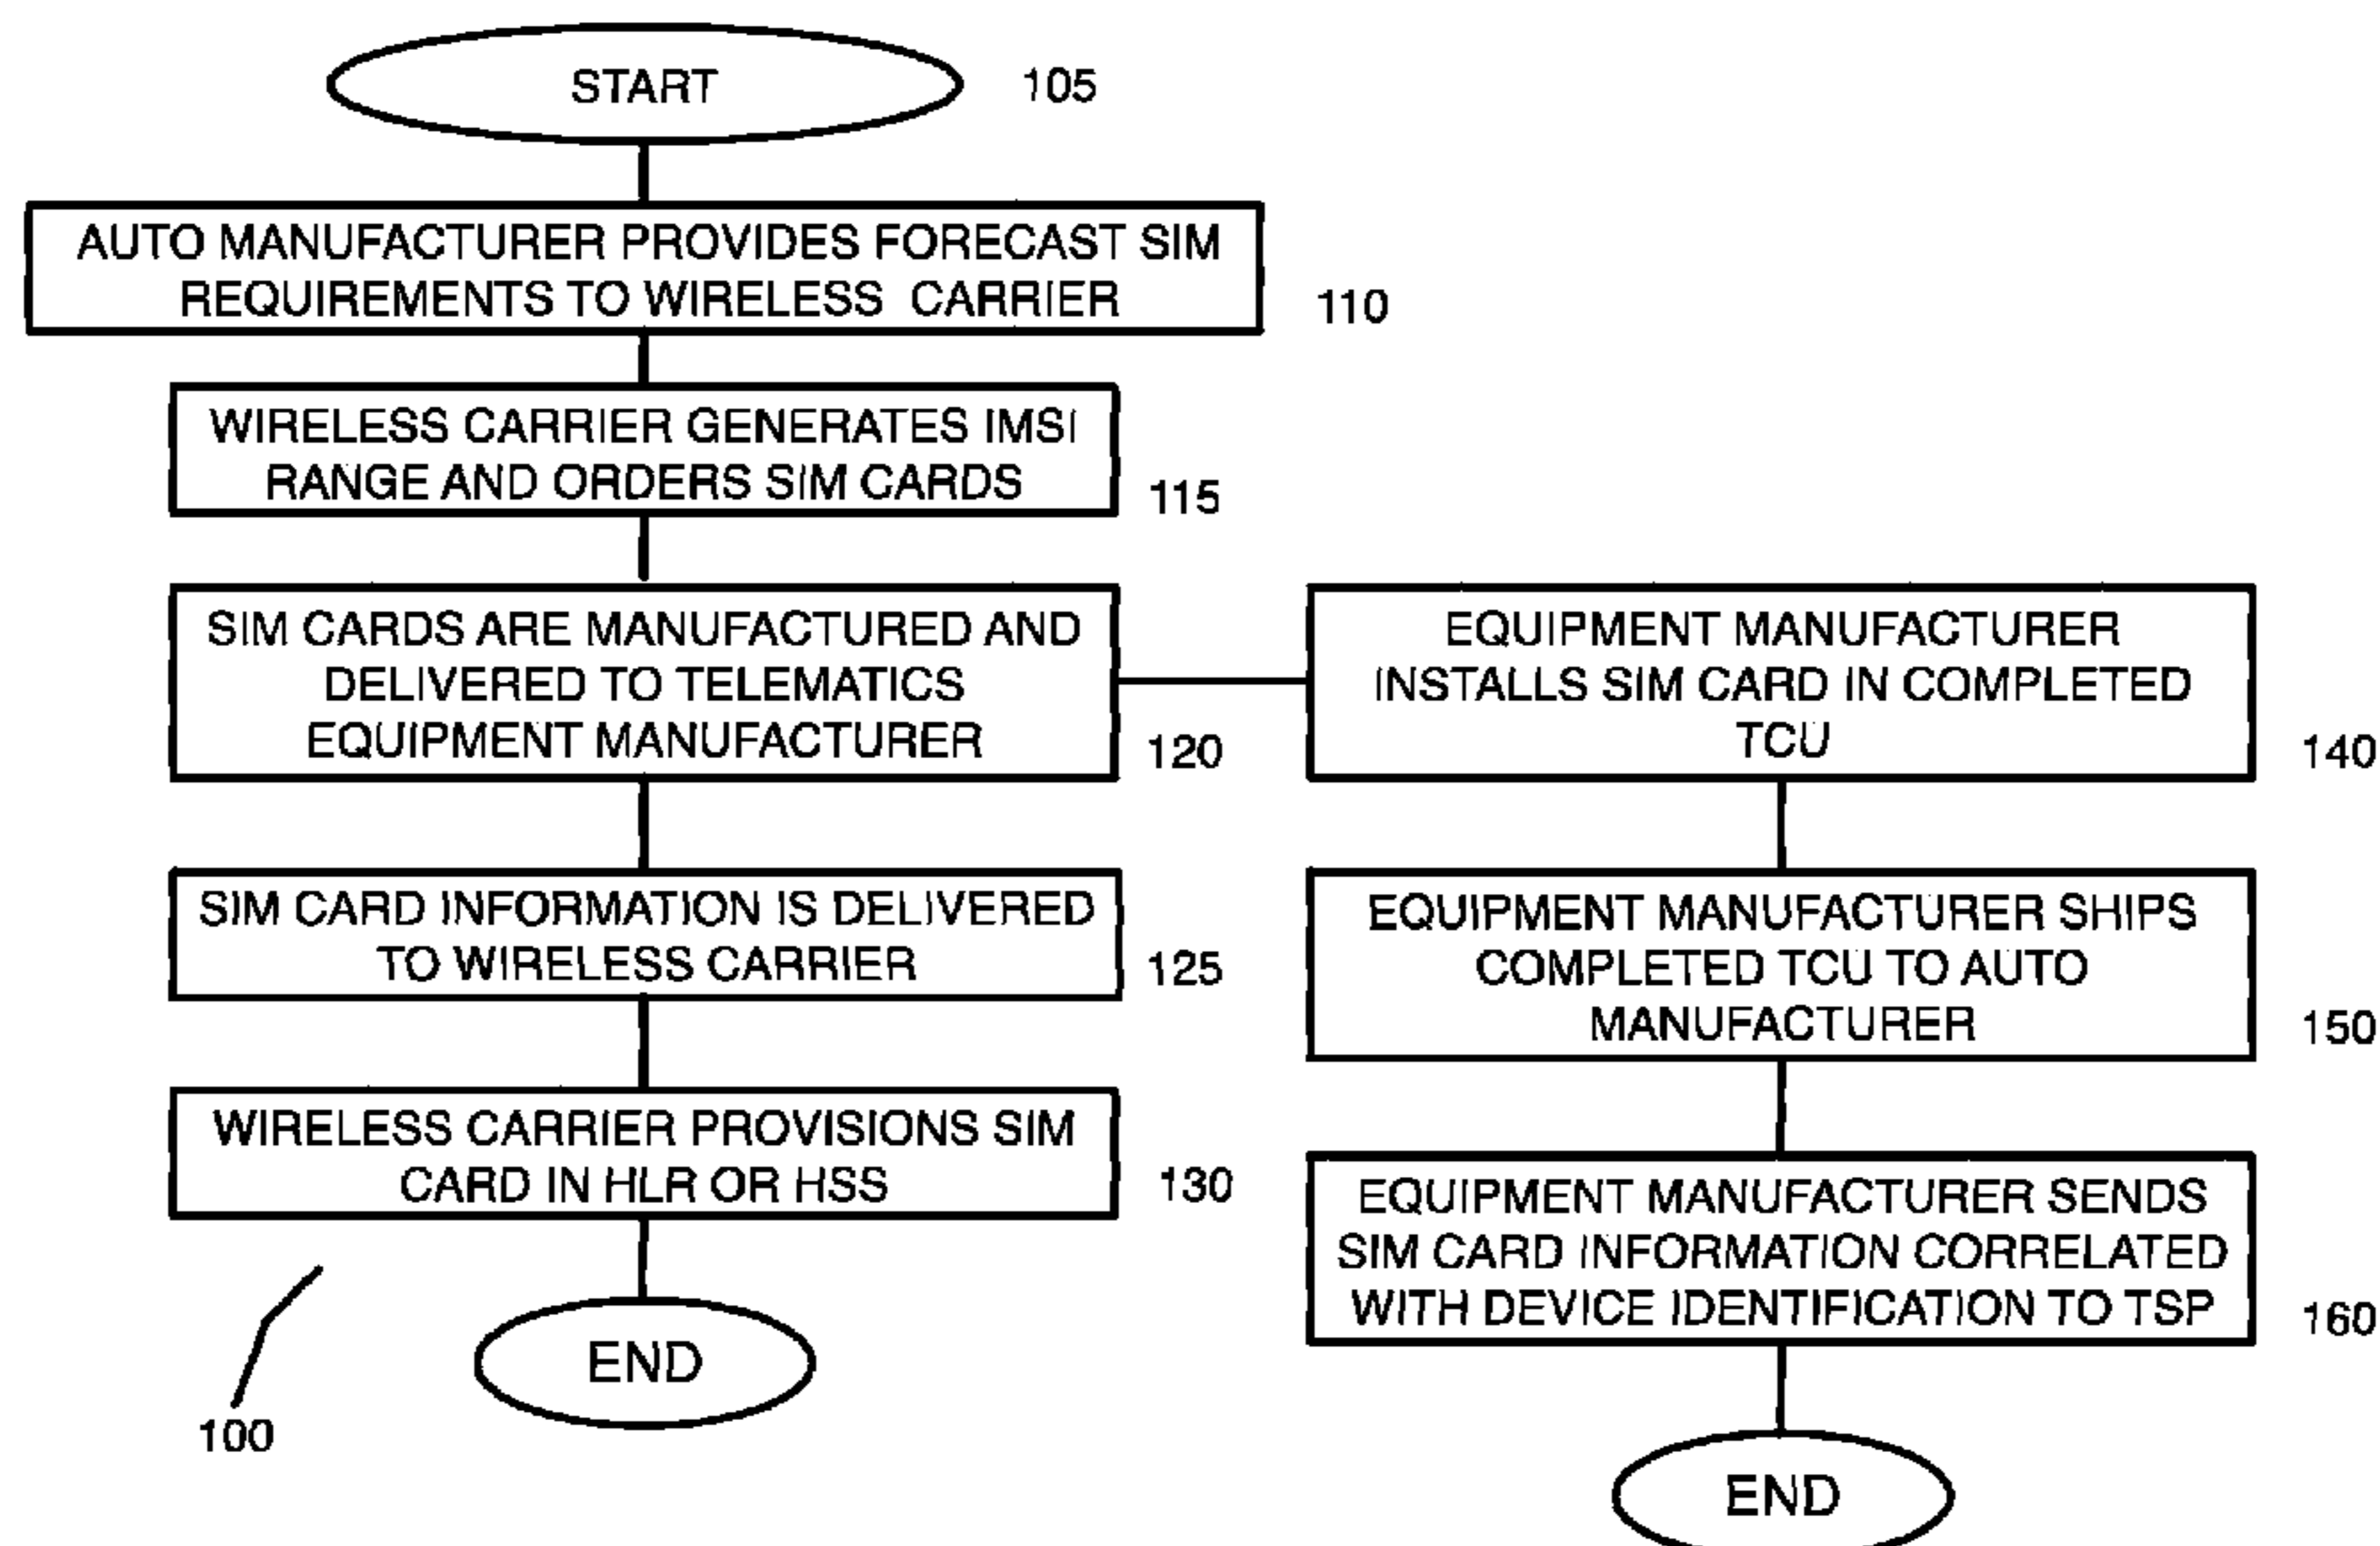 START
105
AUTO MANUFACTURER PROVIDES FORECAST SIM
REQUIREMENTS TO WIRELESS CARRIER
110
WIRELESS CARRIER GENERATES IMSI
RANGE AND ORDERS SIM CARDS
115
SIM CARDS ARE MANUFACTURED AND
DELIVERED TO TELEMATICS
EQUIPMENT MANUFACTURER
120
SIM CARD INFORMATION IS DELIVERED
TO WIRELESS CARRIER
125
WIRELESS CARRIER PROVISIONS SIM
CARD IN HLR OR HSS
130
END
100
EQUIPMENT MANUFACTURER
INSTALLS SIM CARD IN COMPLETED
TCU
140
EQUIPMENT MANUFACTURER SHIPS
COMPLETED TCU TO AUTO
MANUFACTURER
150
EQUIPMENT MANUFACTURER SENDS
SIM CARD INFORMATION CORRELATED
WITH DEVICE IDENTIFICATION TO TSP
160
END